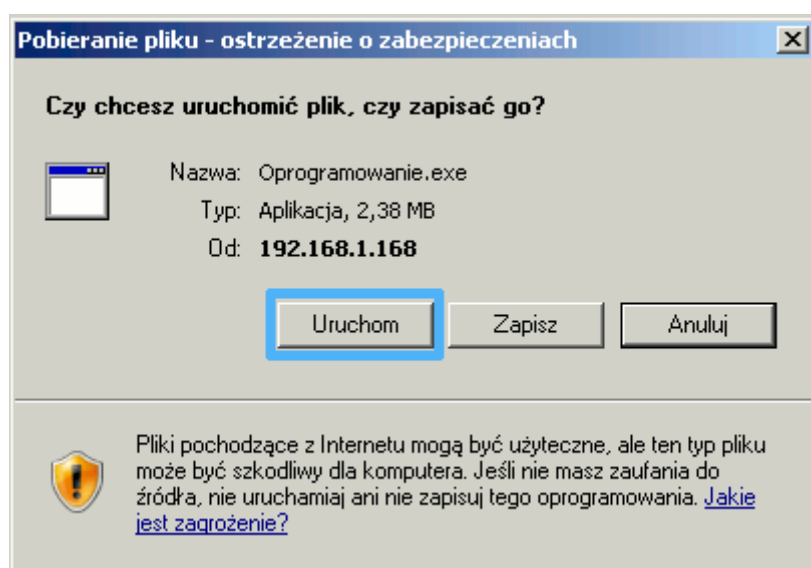 Pobieranie pliku - ostrzeżenie o zabezpieczeniach
Czy chcesz uruchomić plik, czy zapisać go?
Nazwa: Oprogramowanie.exe
Typ: Aplikacja, 2,38 MB
Od: 192.168.1.168
Uruchom Zapisz Anuluj
Pliki pochodzące z Internetu mogą być użyteczne, ale ten typ pliku
może być szkodliwy dla komputera. Jeśli nie masz zaufania do
źródła, nie uruchamiaj ani nie zapisuj tego oprogramowania. Jakie
jest zagrożenie?